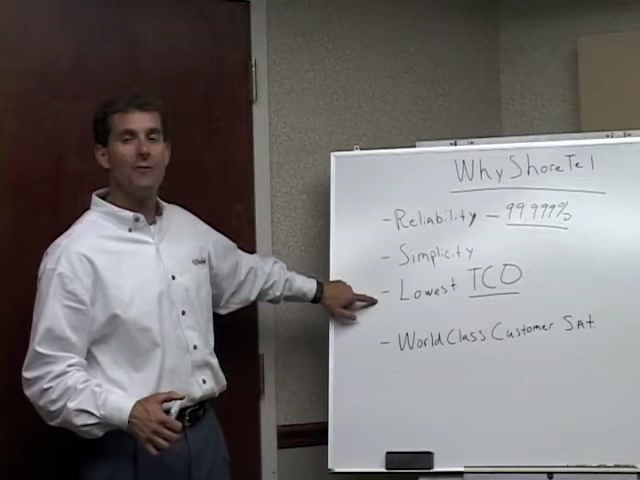 Why ShoreTel
- Reliability - 99.999%
- Simplicity
- Lowest TCO
- World Class Customer Sat